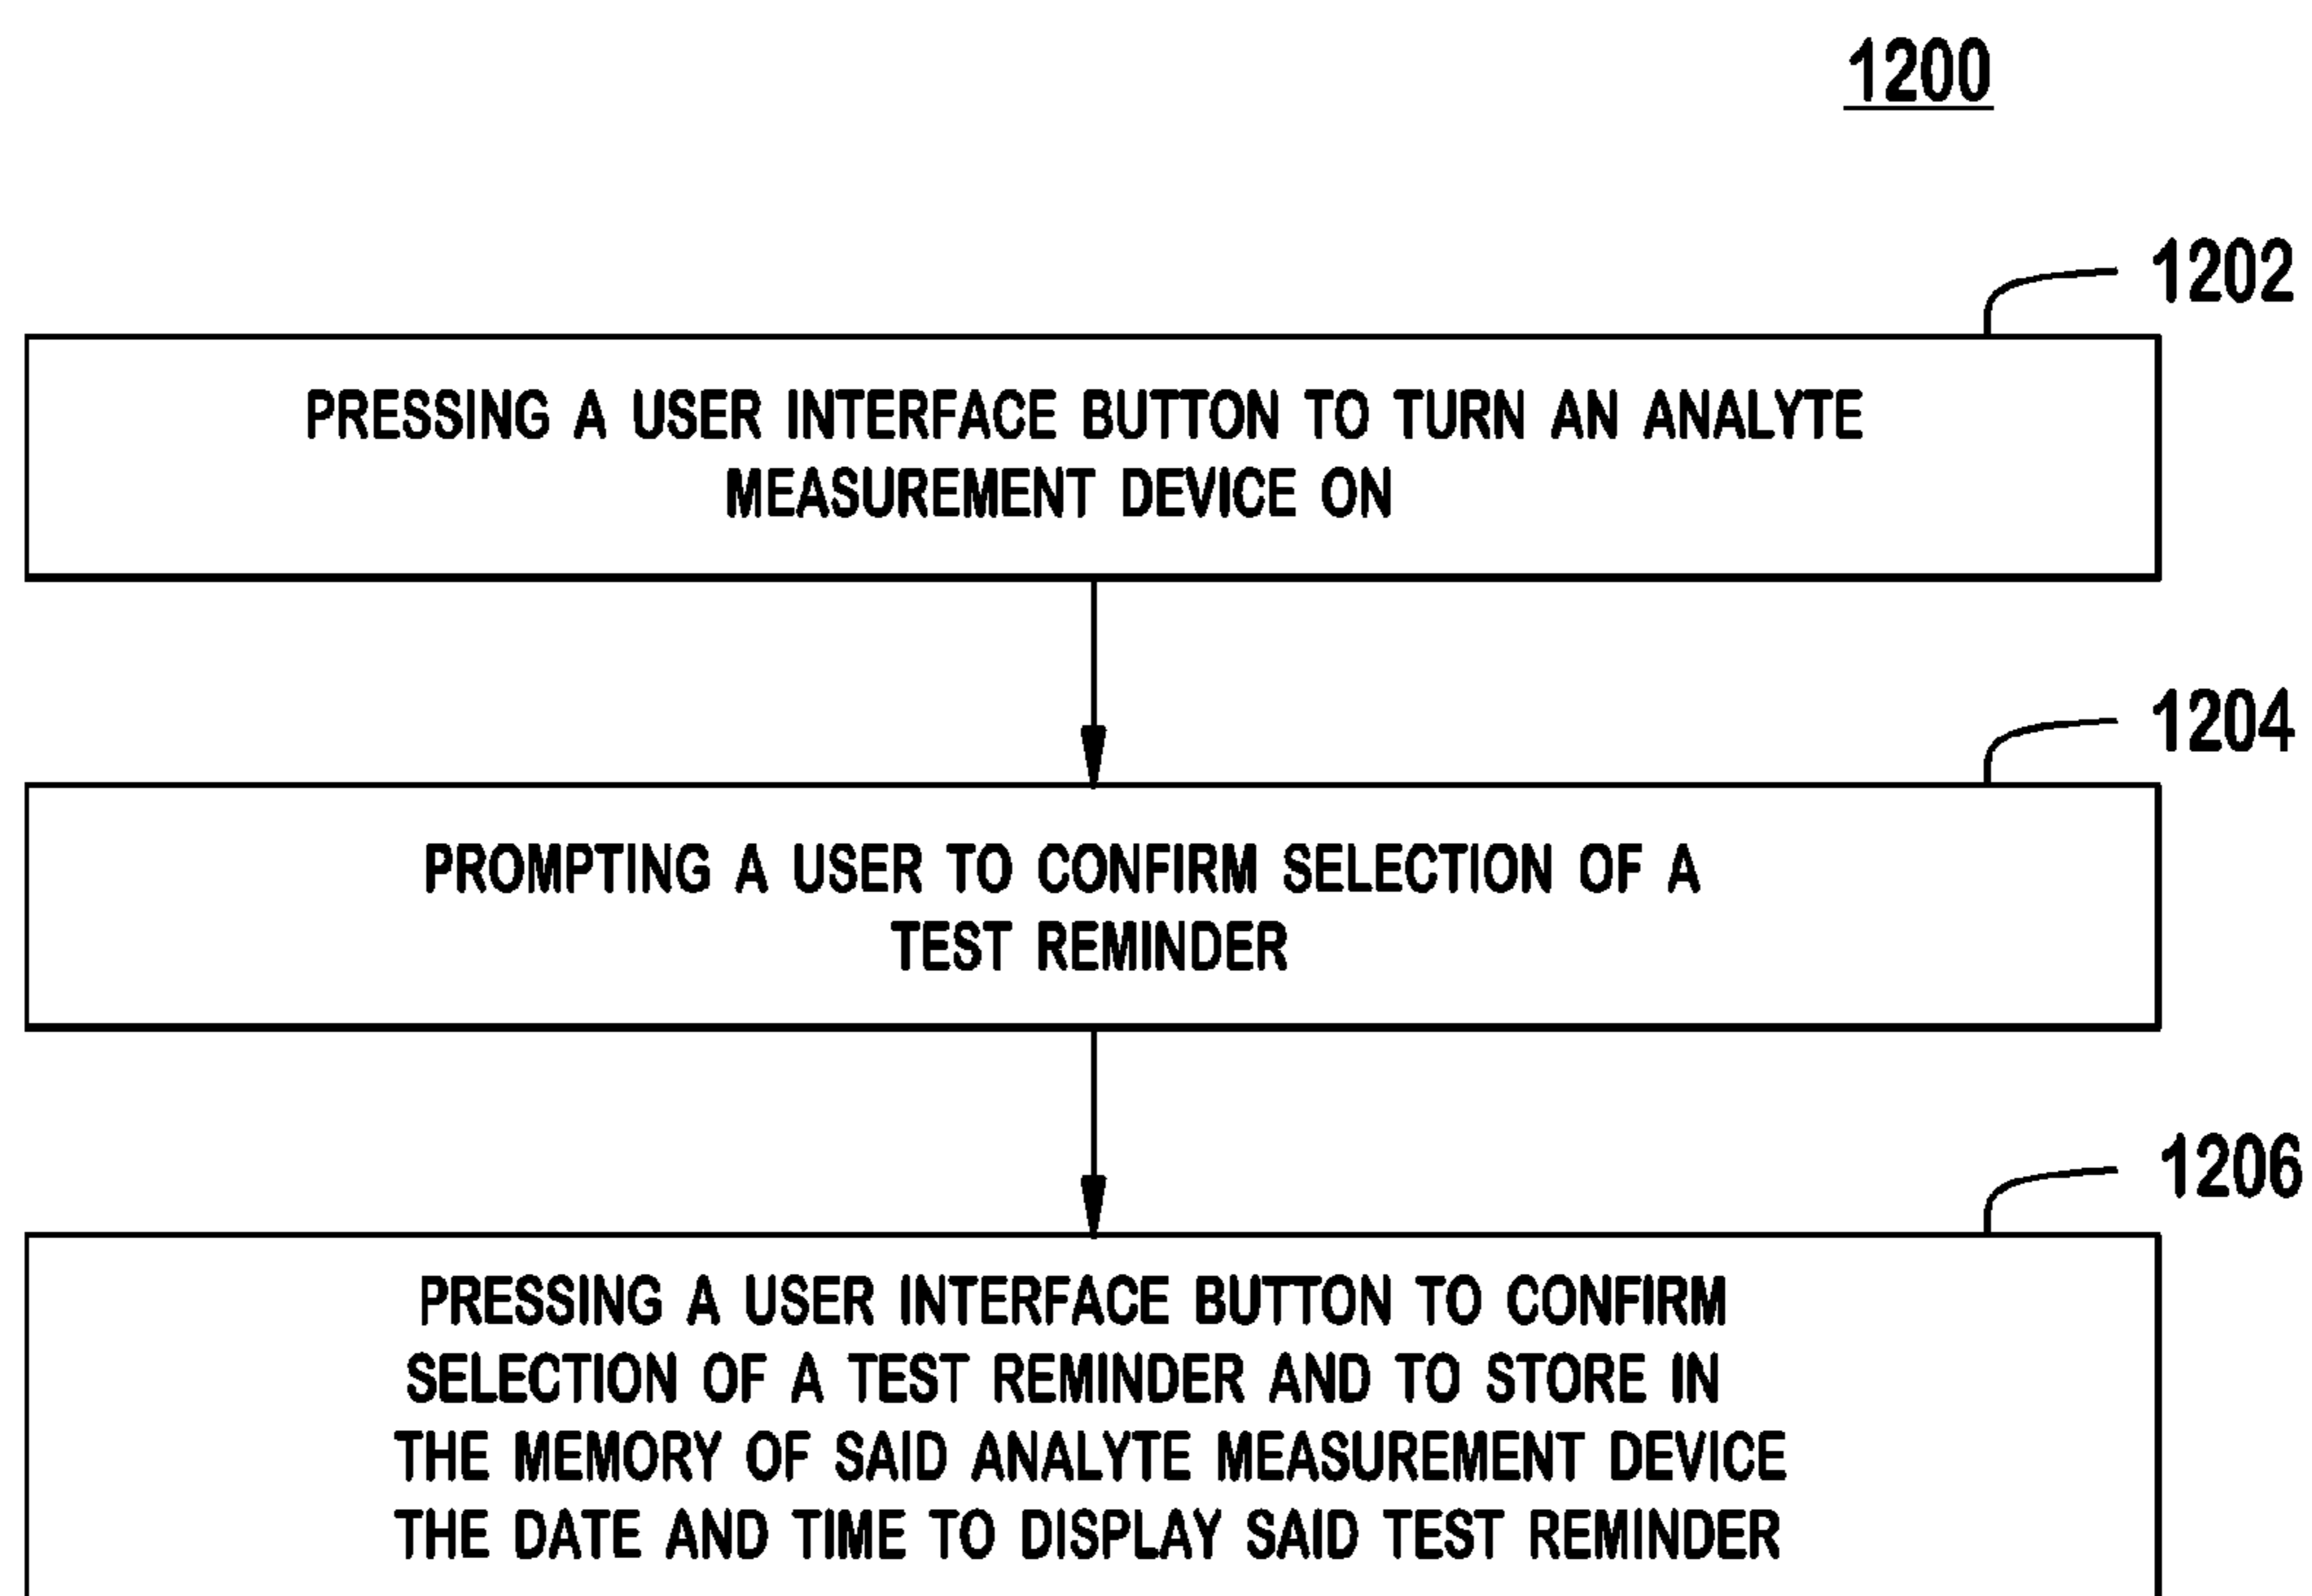 1200
1202
PRESSING A USER INTERFACE BUTTON TO TURN AN ANALYTE
MEASUREMENT DEVICE ON
1204
PROMPTING A USER TO CONFIRM SELECTION OF A
TEST REMINDER
1206
PRESSING A USER INTERFACE BUTTON TO CONFIRM
SELECTION OF A TEST REMINDER AND TO STORE IN
THE MEMORY OF SAID ANALYTE MEASUREMENT DEVICE
THE DATE AND TIME TO DISPLAY SAID TEST REMINDER